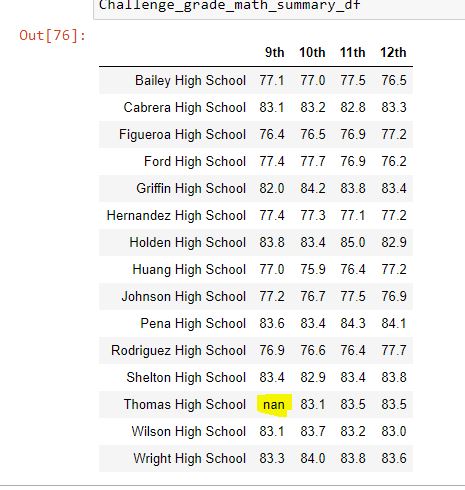 Challenge_grade_math_summary_df
Out[76]:
9th 10th 11th 12th
Bailey High School 77.1 77.0 77.5 76.5
Cabrera High School 83.1 83.2 82.8 83.3
Figueroa High School 76.4 76.5 76.9 77.2
Ford High School 77.4 77.7 76.9 76.2
Griffin High School 82.0 84.2 83.8 83.4
Hernandez High School 77.4 77.3 77.1 77.2
Holden High School 83.8 83.4 85.0 82.9
Huang High School 77.0 75.9 76.4 77.2
Johnson High School 77.2 76.7 77.5 76.9
Pena High School 83.6 83.4 84.3 84.1
Rodriguez High School 76.9 76.6 76.4 77.7
Shelton High School 83.4 82.9 83.4 83.8
Thomas High School nan 83.1 83.5 83.5
Wilson High School 83.1 83.7 83.2 83.0
Wright High School 83.3 84.0 83.8 83.6